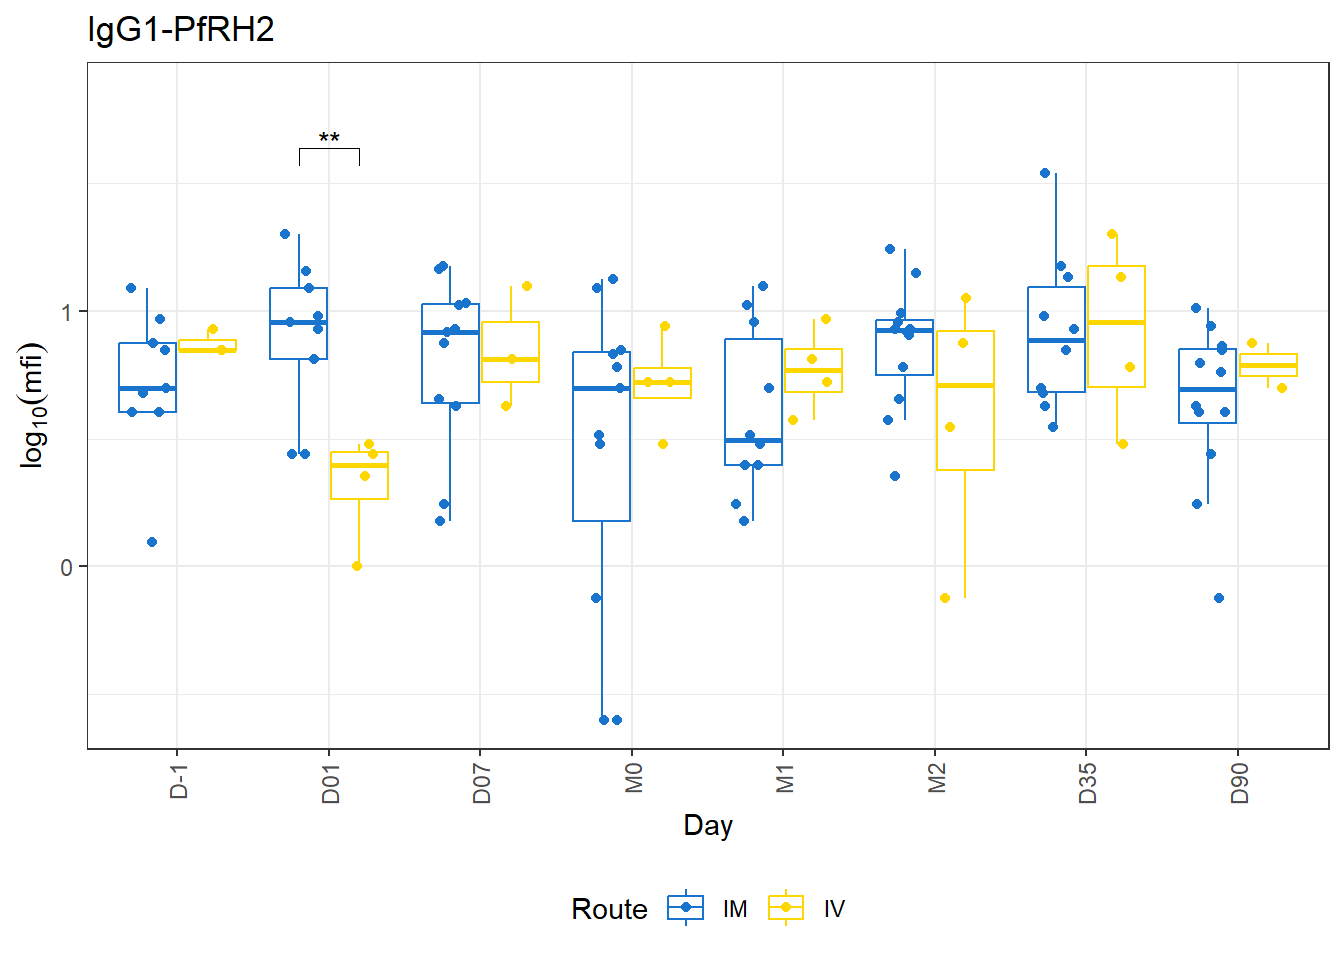 IgG1-PfRH2
**
log10(mfi)
1
0
D-1
D01
D07
M0
M1
M2
D35
D90
Day
Route IM IV